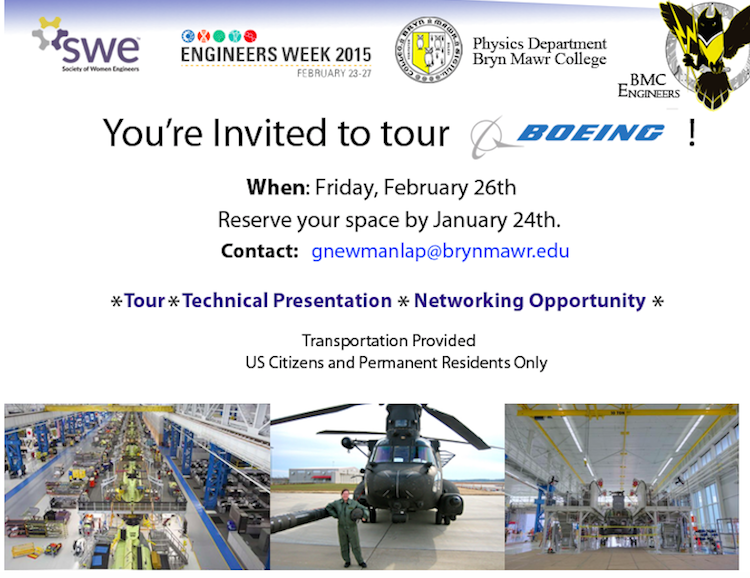 swe
Society of Women Engineers
ENGINEERS WEEK 2015
FEBRUARY 23-27
Physics Department
Bryn Mawr College
BMC
ENGINEERS
You're Invited to tour BOEING !
When: Friday, February 26th
Reserve your space by January 24th.
Contact: gnewmanlap@brynmawr.edu
*Tour*Technical Presentation * Networking Opportunity *
Transportation Provided
US Citizens and Permanent Residents Only